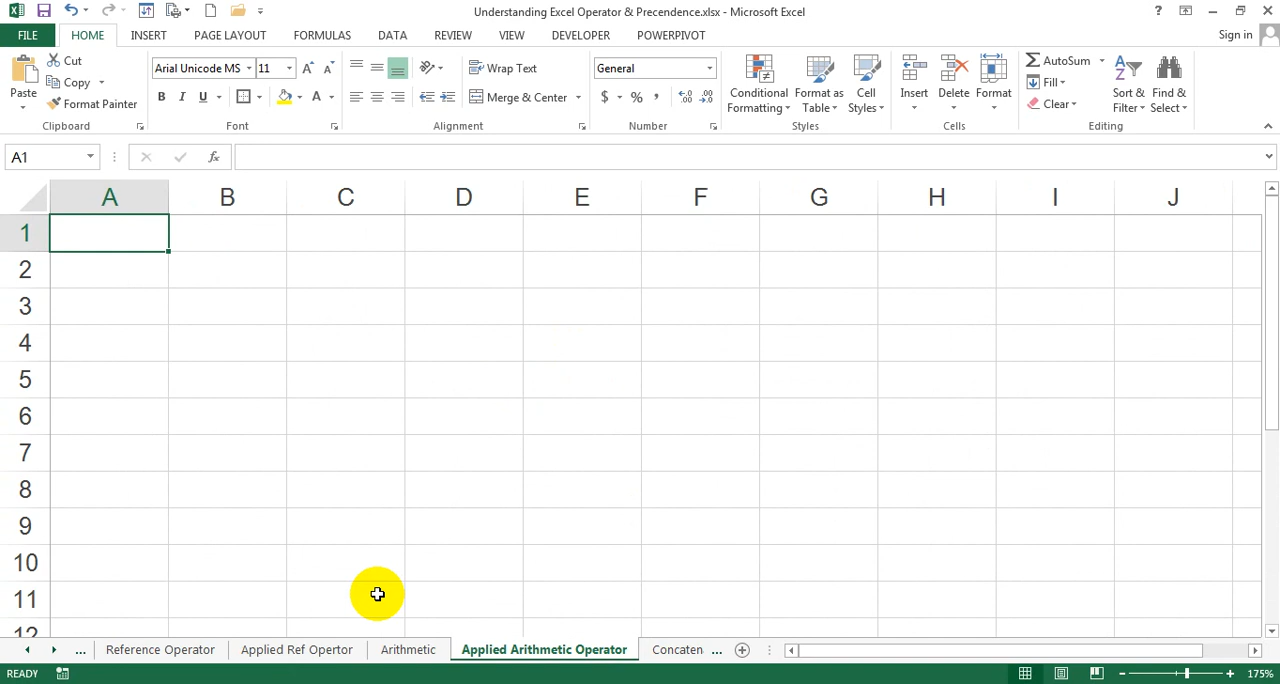 Understanding Excel Operator & Precendence.xlsx - Microsoft Excel
?
FILE HOME INSERT PAGE LAYOUT FORMULAS DATA REVIEW VIEW DEVELOPER POWERPIVOT Sign in
Paste
Cut
Copy
Format Painter
Clipboard
Arial Unicode MS 11 A A
B I U A
Font
Wrap Text
Merge & Center
Alignment
General
$ % ,
Number
Conditional
Formatting
Format as
Table
Cell
Styles
Styles
Insert Delete Format
Cells
AutoSum
Fill
Clear
Sort &
Filter
Find &
Select
Editing
A1 fx
A B C D E F G H I J
1
2
3
4
5
6
7
8
9
10
11
12
... Reference Operator Applied Ref Opertor Arithmetic Applied Arithmetic Operator Concaten ...
READY 175%